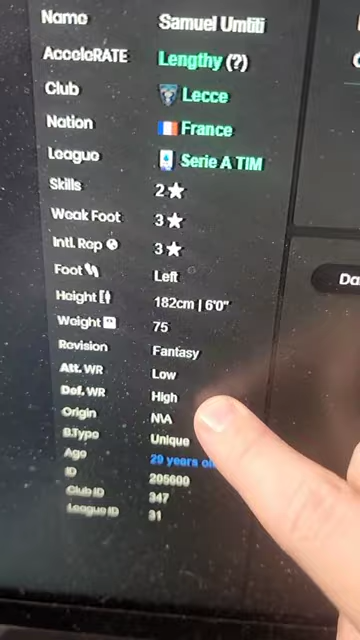 Name Samuel Umtiti
AcceleRATE Lengthy (?)
Club Lecce
Nation France
League Serie A TIM
Skills 2★
Weak Foot 3★
Intl. Rep 3★
Foot Left
Height 182cm | 6'0"
Weight 75
Revision Fantasy
Att. WR Low
Def. WR High
Origin N\A
B.Type Unique
Age 29 years
ID 205600
Club ID 347
League ID 31
Da